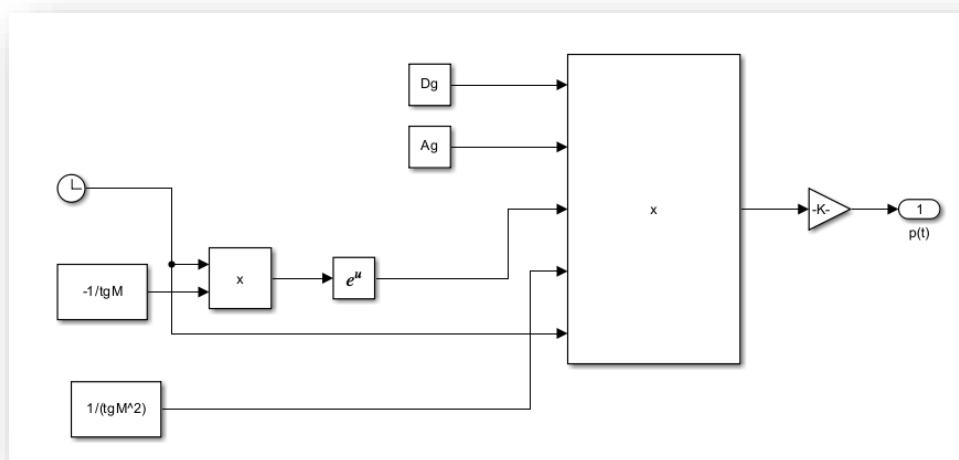 Dg
Ag
x
-K-
1
p(t)
-1/tgM
x
e^u
1/(tgM^2)